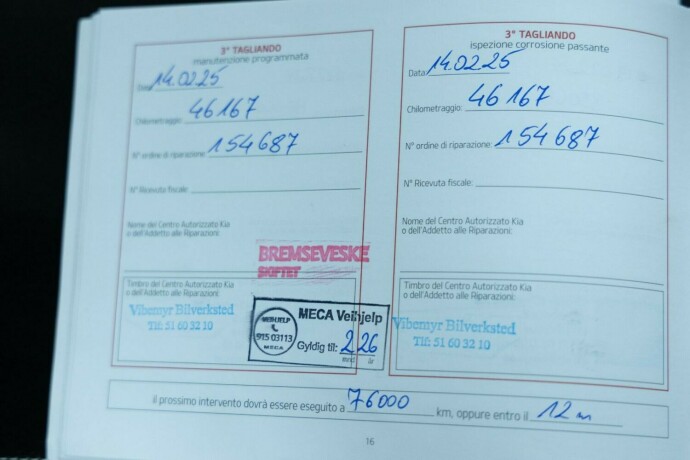 3° TAGLIANDO
manutenzione programmata
Data: 14.02.25
Chilometraggio: 46167
N° ordine di riparazione: 154687
N° Ricevuta fiscale:
Nome del Centro Autorizzato Kia
o dell'Addetto alle Riparazioni:
BREMSEVESKE
SKIFTET
Timbro del Centro Autorizzato Kia
o dell'Addetto alle Riparazioni:
Vibemyr Bilverksted
Tlf: 51 60 32 10
VEIHJELP
915 03113
MECA
MECA Veihjelp
Gyldig til: 2 26
mnd år
3° TAGLIANDO
ispezione corrosione passante
Data: 14.02.25
Chilometraggio: 46167
N° ordine di riparazione: 154687
N° Ricevuta fiscale:
Nome del Centro Autorizzato Kia
o dell'Addetto alle Riparazioni:
Timbro del Centro Autorizzato Kia
o dell'Addetto alle Riparazioni:
Vibemyr Bilverksted
Tlf: 51 60 32 10
il prossimo intervento dovrà essere eseguito a 76000 km, oppure entro il 12 m
16